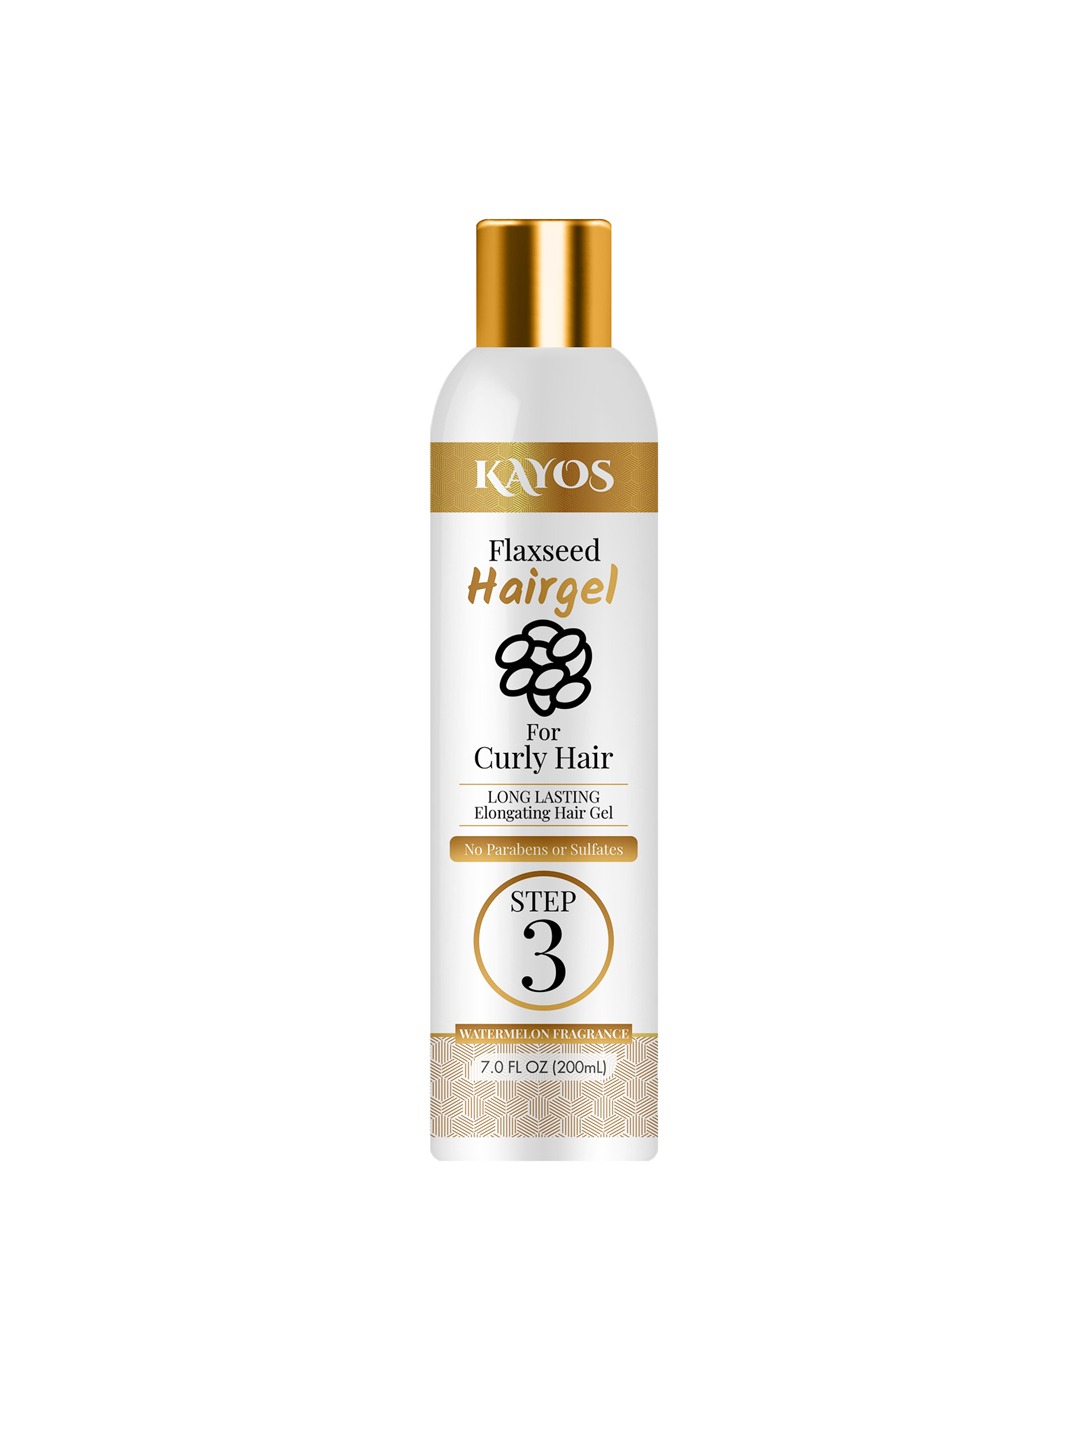 KAYOS
Flaxseed
Hairgel
For
Curly Hair
LONG LASTING
Elongating Hair Gel
No Parabens or Sulfates
STEP
3
WATERMELON FRAGRANCE
7.0 FL OZ (200mL)